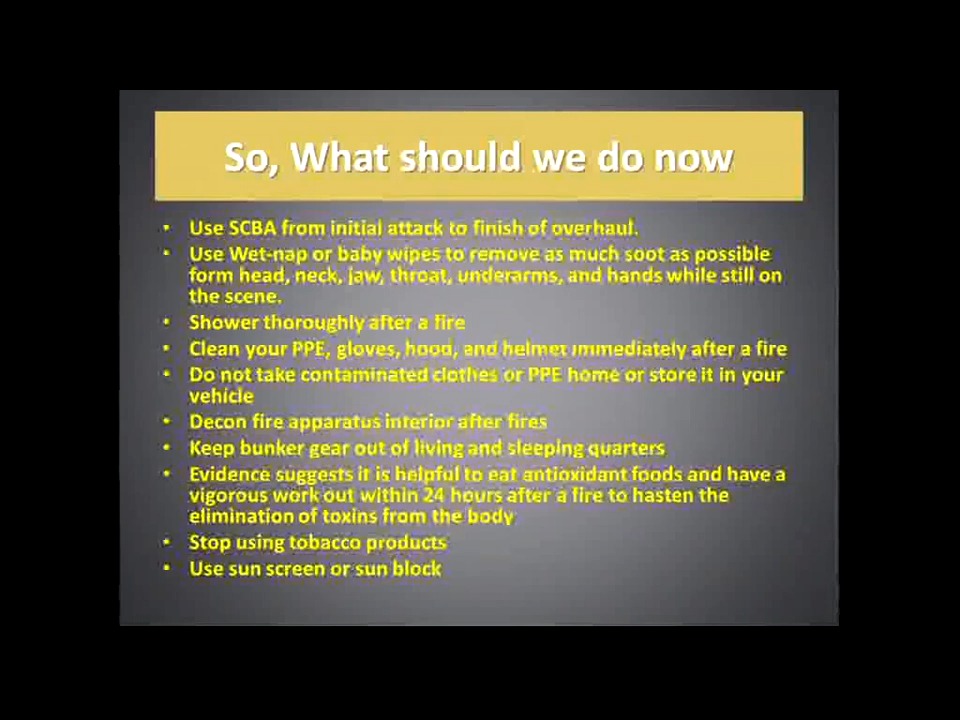 So, What should we do now
• Use SCBA from initial attack to finish of overhaul.
• Use Wet-nap or baby wipes to remove as much soot as possible
form head, neck, jaw, throat, underarms, and hands while still on
the scene.
• Shower thoroughly after a fire
• Clean your PPE, gloves, hood, and helmet immediately after a fire
• Do not take contaminated clothes or PPE home or store it in your
vehicle
• Decon fire apparatus interior after fires
• Keep bunker gear out of living and sleeping quarters
• Evidence suggests it is helpful to eat antioxidant foods and have a
vigorous work out within 24 hours after a fire to hasten the
elimination of toxins from the body
• Stop using tobacco products
• Use sun screen or sun block